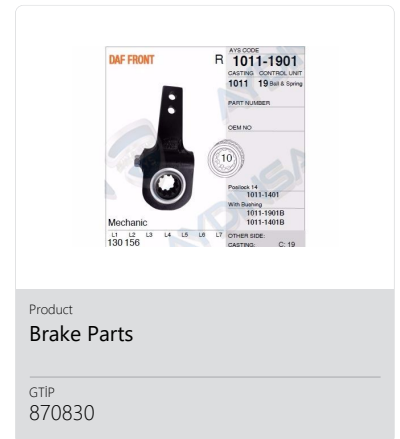 DAF FRONT
R
AYS CODE
1011-1901
CASTING CONTROL UNIT
1011 19 Ball & Spring
PART NUMBER
OEM NO
10
Poslock 14
1011-1401
With Bushing
1011-1901B
1011-1401B
Mechanic
L1 L2 L3 L4 L5 L6 L7
130 156
OTHER SIDE:
CASTING: C: 19
Product
Brake Parts
GTİP
870830